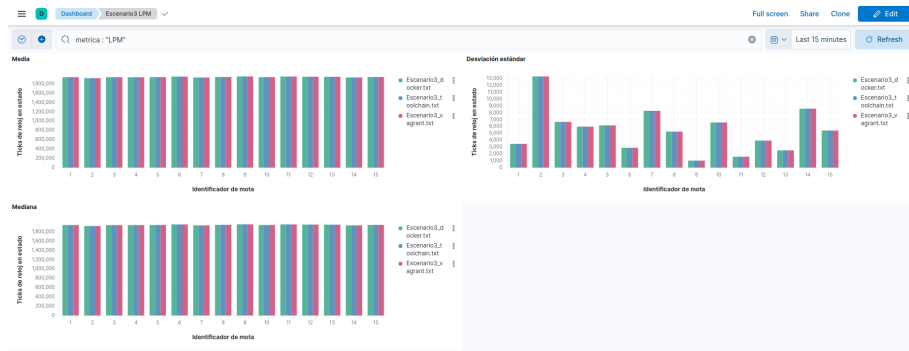 D Dashboard Escenario3 LPM Full screen Share Clone Edit
metrica : "LPM" Last 15 minutes Refresh
Media
Ticks de reloj en estado
1,800,000
1,600,000
1,400,000
1,200,000
1,000,000
800,000
600,000
400,000
200,000
0
1 2 3 4 5 6 7 8 9 10 11 12 13 14 15
Identificador de mota
Escenario3_d
ocker.txt
Escenario3_t
oolchain.txt
Escenario3_v
agrant.txt
Desviación estándar
Ticks de reloj en estado
13,000
12,000
11,000
10,000
9,000
8,000
7,000
6,000
5,000
4,000
3,000
2,000
1,000
0
1 2 3 4 5 6 7 8 9 10 11 12 13 14 15
Identificador de mota
Escenario3_d
ocker.txt
Escenario3_t
oolchain.txt
Escenario3_v
agrant.txt
Mediana
Ticks de reloj en estado
1,800,000
1,600,000
1,400,000
1,200,000
1,000,000
800,000
600,000
400,000
200,000
0
1 2 3 4 5 6 7 8 9 10 11 12 13 14 15
Identificador de mota
Escenario3_d
ocker.txt
Escenario3_t
oolchain.txt
Escenario3_v
agrant.txt